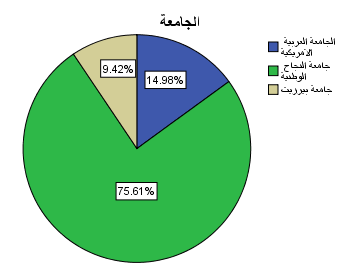 الجامعة
الجامعة العربية
الامريكية
جامعة النجاح
الوطنية
جامعة بيرزيت
9.42%
14.98%
75.61%